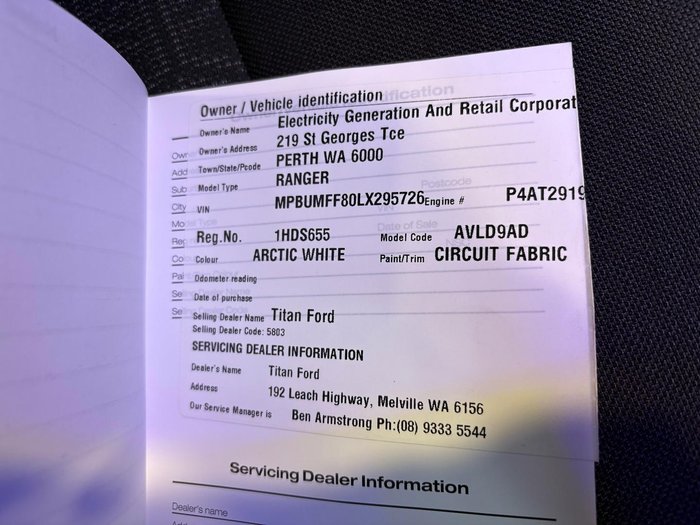 Owner / Vehicle identification
Owner's Name Electricity Generation And Retail Corporat
Owner's Address 219 St Georges Tce
Town/State/Pcode PERTH WA 6000
Model Type RANGER
VIN MPBUMFF80LX295726 Engine # P4AT2919
Reg.No. 1HDS655 Model Code AVLD9AD
Colour ARCTIC WHITE Paint/Trim CIRCUIT FABRIC
Odometer reading
Date of purchase
Selling Dealer Name Titan Ford
Selling Dealer Code: 5803
SERVICING DEALER INFORMATION
Dealer's Name Titan Ford
Address 192 Leach Highway, Melville WA 6156
Our Service Manager is Ben Armstrong Ph:(08) 9333 5544
Servicing Dealer Information
Dealer's name